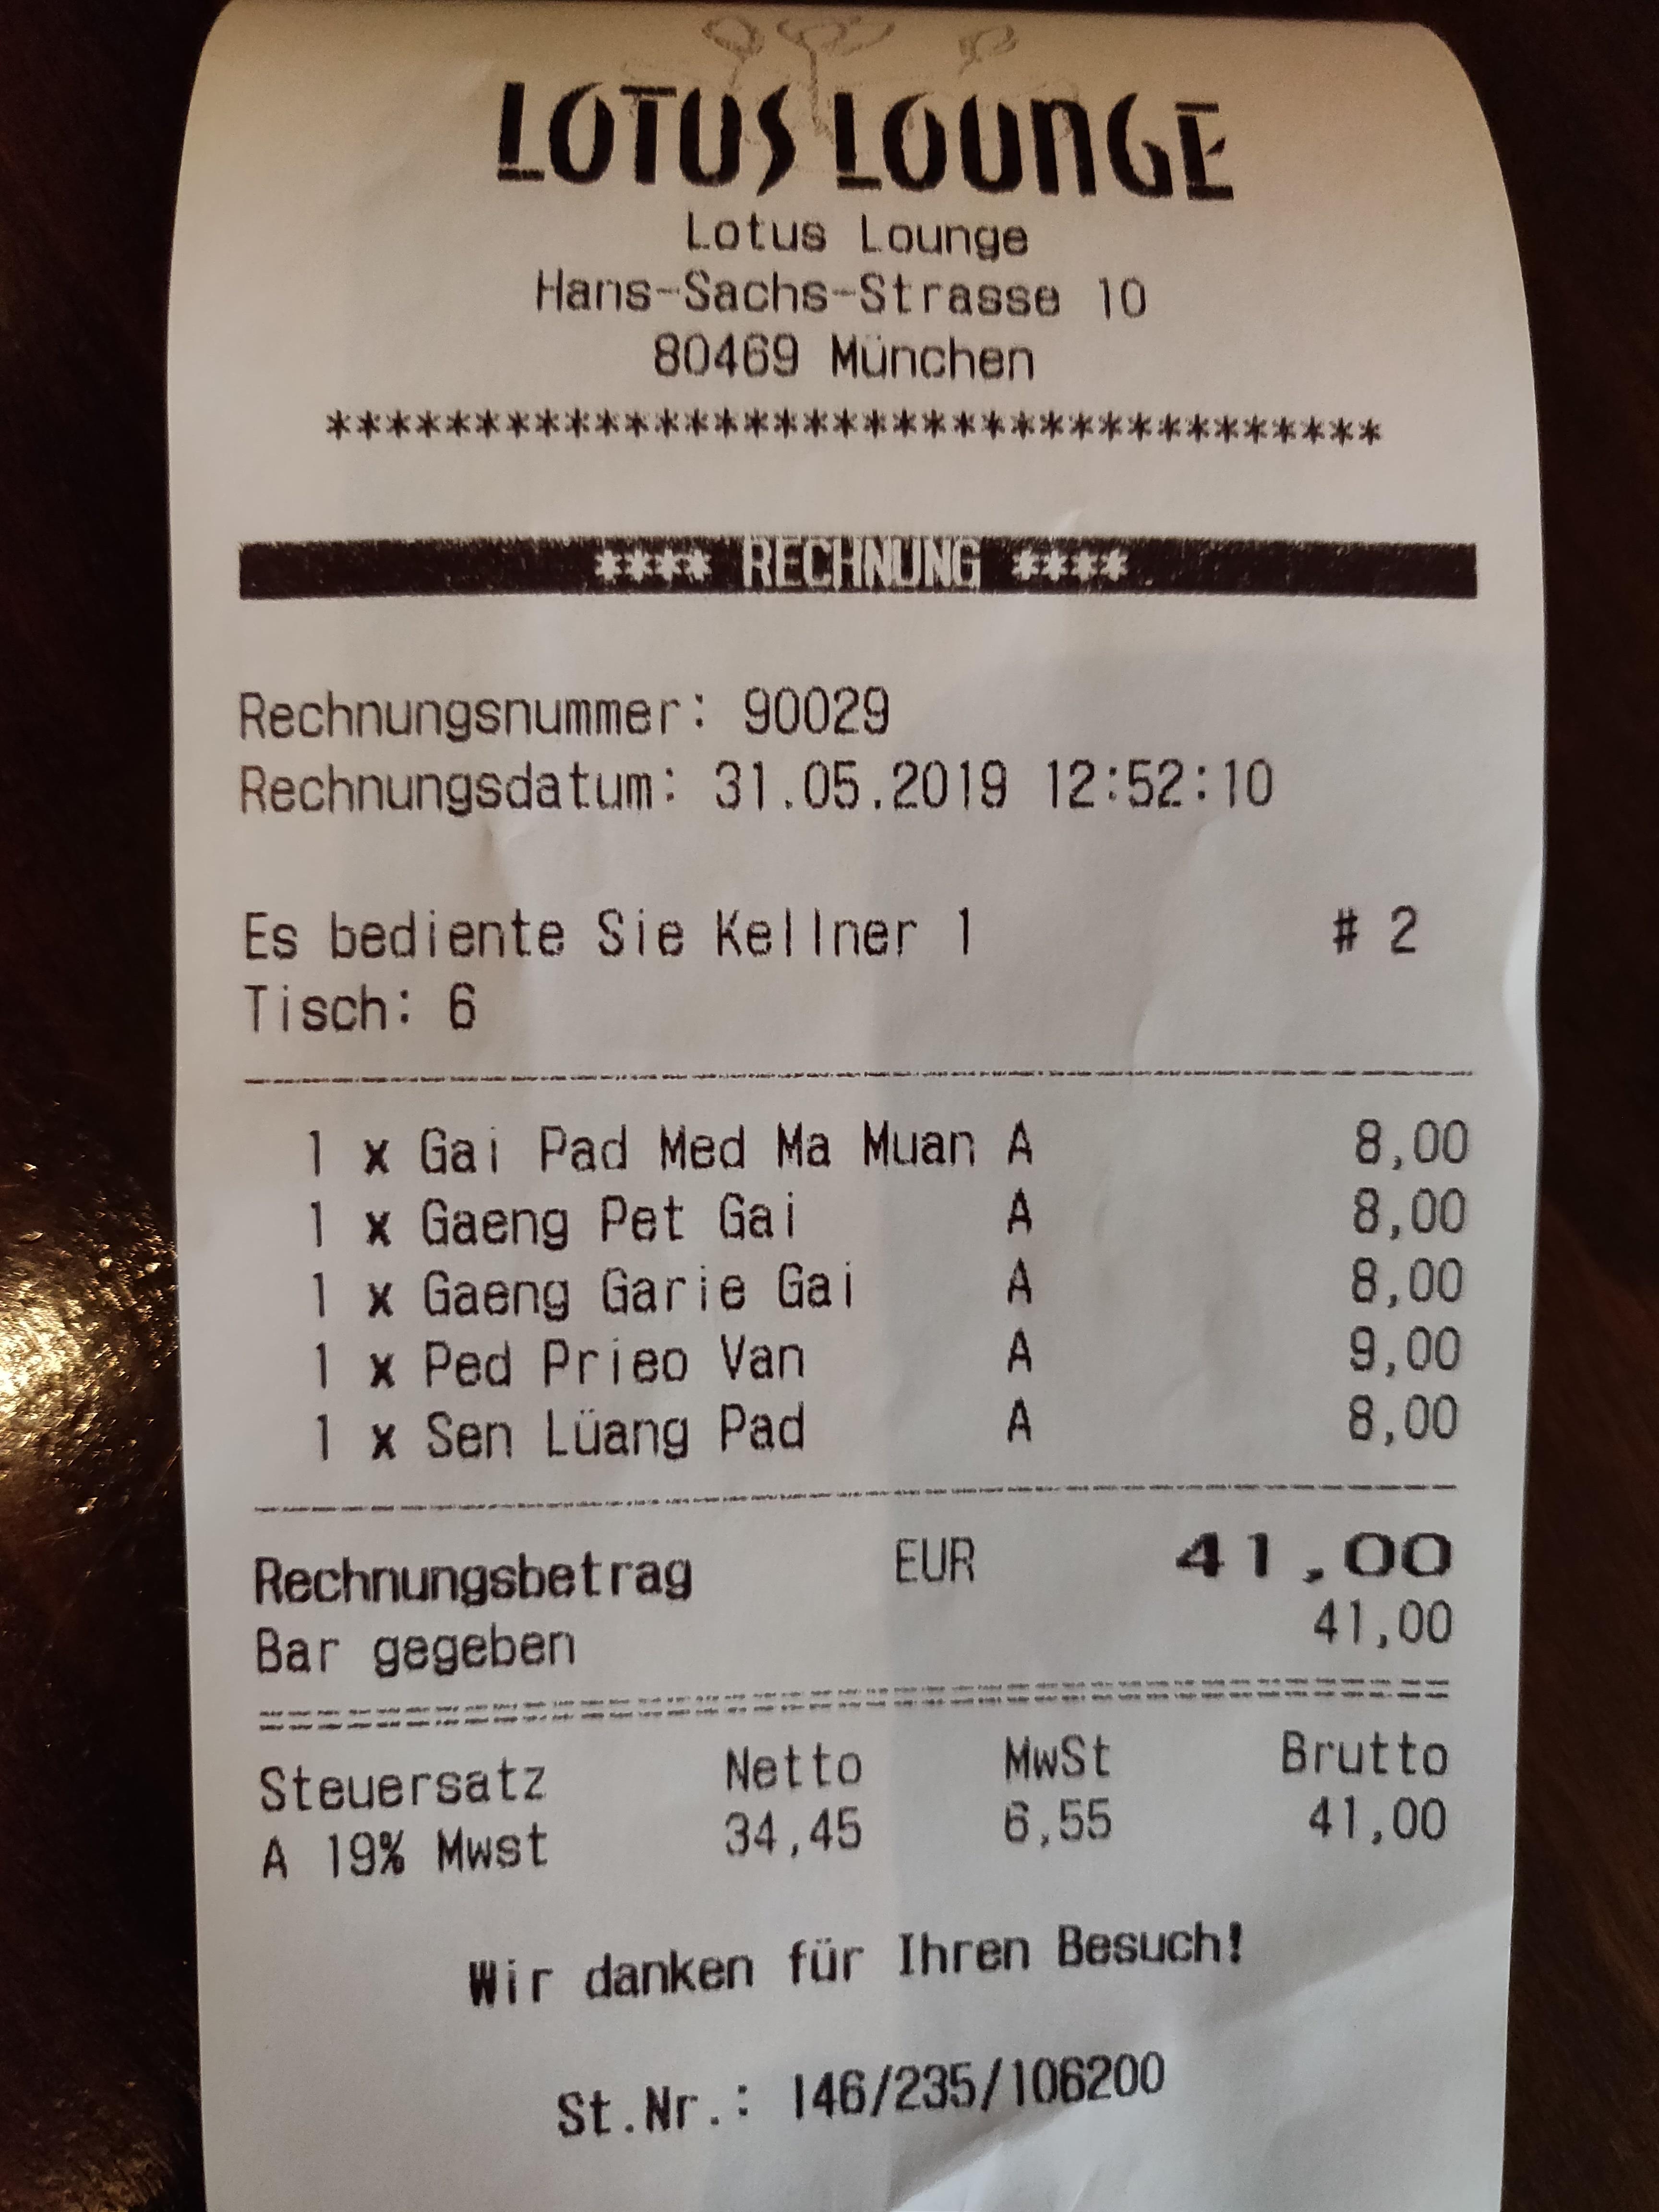 LOTUS LOUNGE
Lotus Lounge
Hans-Sachs-Strasse 10
80469 München
************************************
**** RECHNUNG ****
Rechnungsnummer: 90029
Rechnungsdatum: 31.05.2019 12:52:10
Es bediente Sie Kellner 1 # 2
Tisch: 6
1 x Gai Pad Med Ma Muan A 8,00
1 x Gaeng Pet Gai A 8,00
1 x Gaeng Garie Gai A 8,00
1 x Ped Prieo Van A 9,00
1 x Sen Lüang Pad A 8,00
Rechnungsbetrag EUR 41,00
Bar gegeben 41,00
Steuersatz Netto MwSt Brutto
A 19% Mwst 34,45 6,55 41,00
Wir danken für Ihren Besuch!
St.Nr.: 146/235/106200